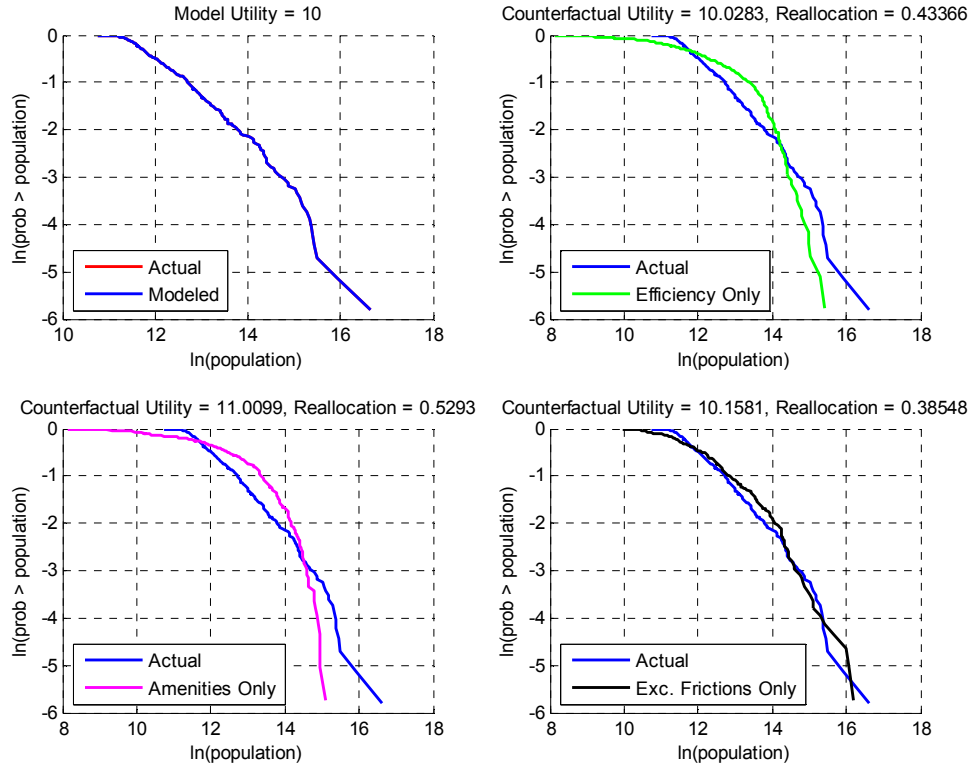 Model Utility = 10
0
-1
-2
-3
-4
-5
-6
ln(prob > population)
Actual
Modeled
10 12 14 16 18
ln(population)
Counterfactual Utility = 10.0283, Reallocation = 0.43366
0
-1
-2
-3
-4
-5
-6
ln(prob > population)
Actual
Efficiency Only
8 10 12 14 16 18
ln(population)
Counterfactual Utility = 11.0099, Reallocation = 0.5293
0
-1
-2
-3
-4
-5
-6
ln(prob > population)
Actual
Amenities Only
8 10 12 14 16 18
ln(population)
Counterfactual Utility = 10.1581, Reallocation = 0.38548
0
-1
-2
-3
-4
-5
-6
ln(prob > population)
Actual
Exc. Frictions Only
8 10 12 14 16 18
ln(population)